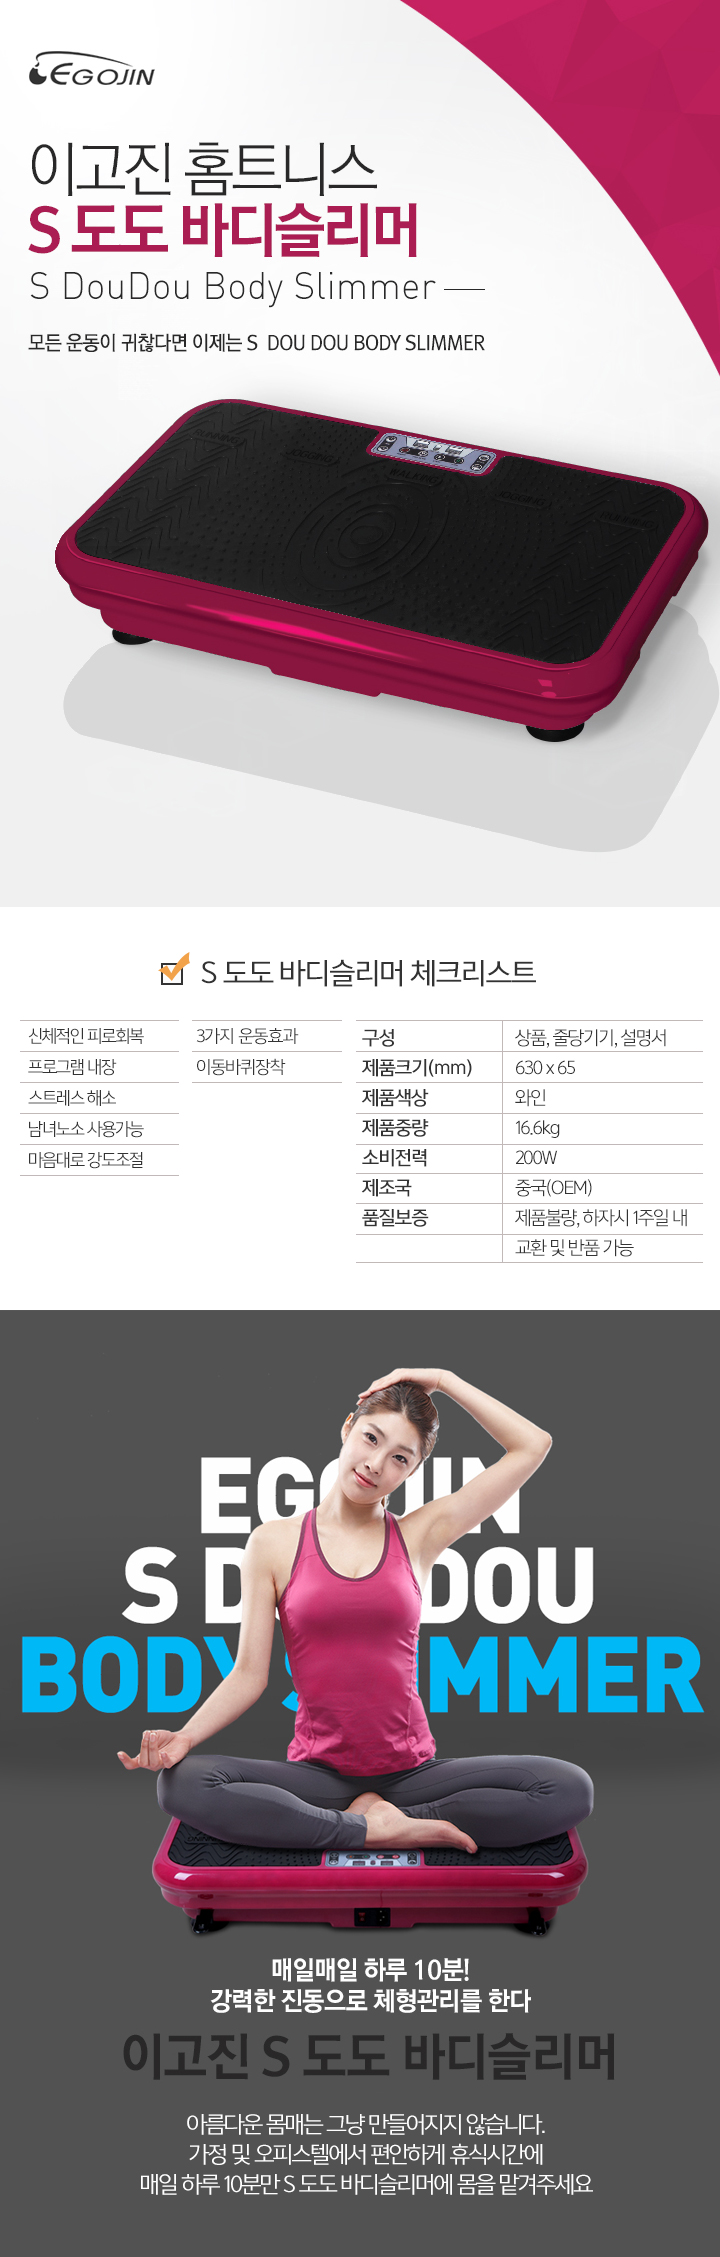 EGOJIN
이고진 홈트니스
S 도도 바디슬리머
S DouDou Body Slimmer
모든 운동이 귀찮다면 이제는 S DOU DOU BODY SLIMMER
RUNNING
JOGGING
WALKING
JOGGING
RUNNING
S 도도 바디슬리머 체크리스트
신체적인 피로회복
프로그램 내장
스트레스 해소
남녀노소 사용가능
마음대로 강도조절
3가지 운동효과
이동바퀴장착
구성 상품, 줄당기기, 설명서
제품크기(mm) 630 x 65
제품색상 와인
제품중량 16.6kg
소비전력 200W
제조국 중국(OEM)
품질보증 제품불량, 하자시 1주일 내
교환 및 반품 가능
EGOJIN
S DOU DOU
BODY SLIMMER
매일매일 하루 10분!
강력한 진동으로 체형관리를 한다
이고진 S 도도 바디슬리머
아름다운 몸매는 그냥 만들어지지 않습니다.
가정 및 오피스텔에서 편안하게 휴식시간에
매일 하루 10분만 S 도도 바디슬리머에 몸을 맡겨주세요